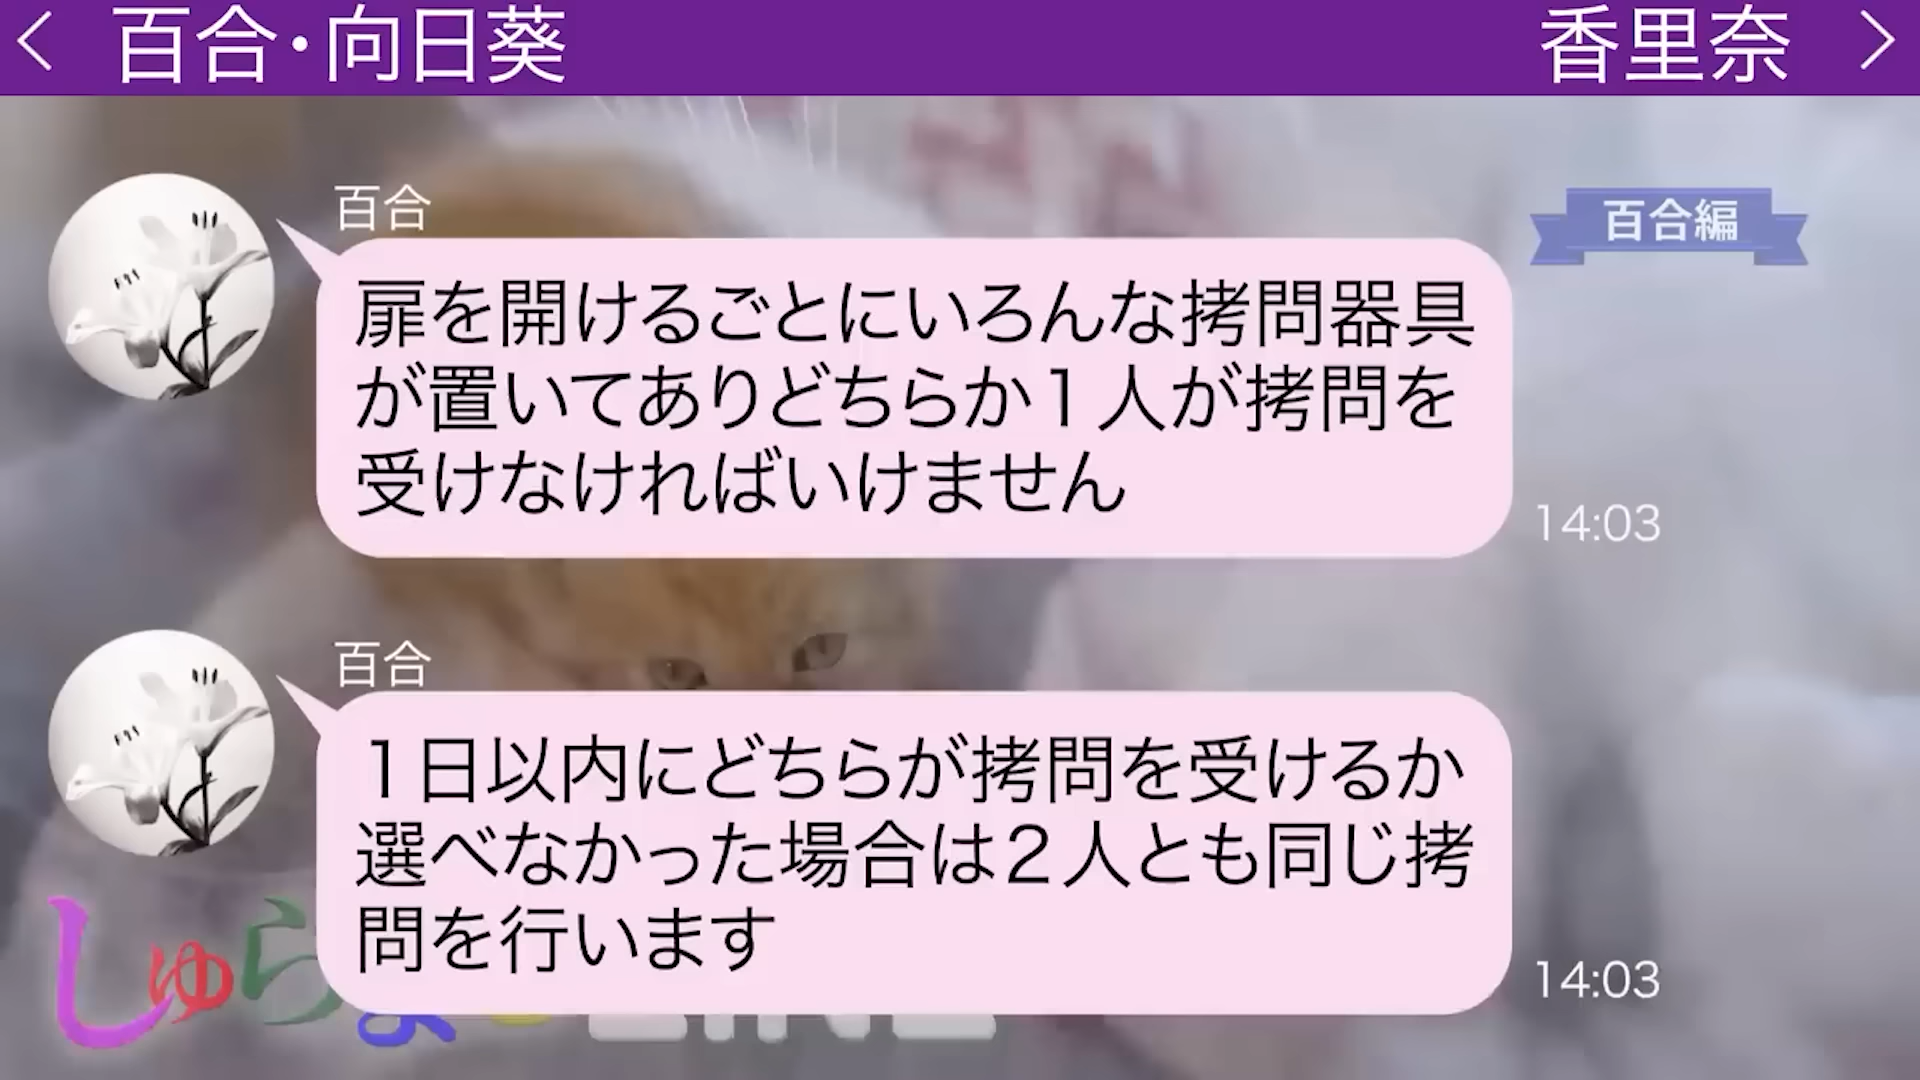 百合・向日葵
香里奈
百合編
百合
扉を開けるごとにいろんな拷問器具
が置いてありどちらか1人が拷問を
受けなければいけません
14:03
百合
1日以内にどちらが拷問を受けるか
選べなかった場合は2人とも同じ拷
問を行います
14:03
しゅら